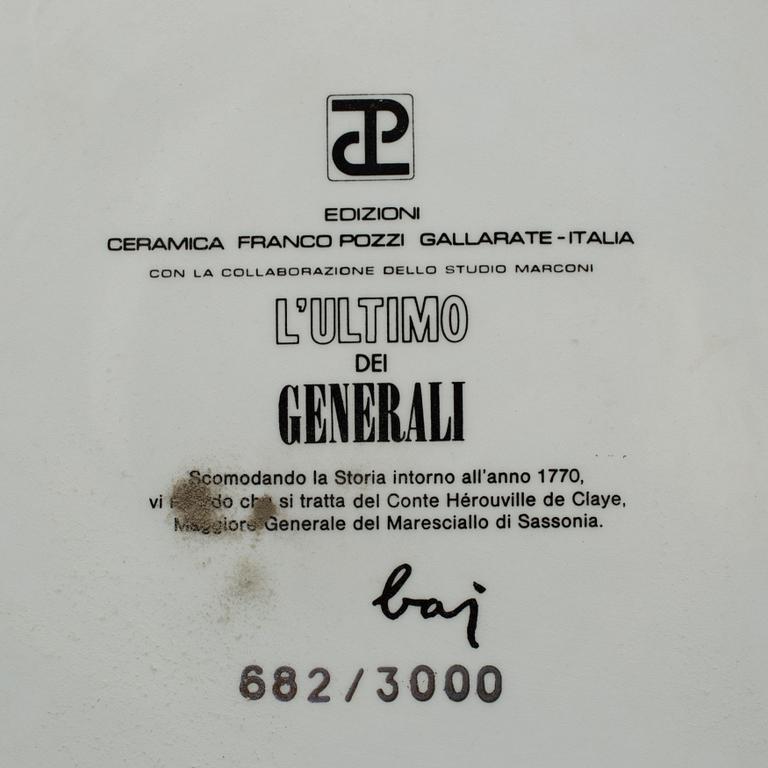 EDIZIONI
CERAMICA FRANCO POZZI GALLARATE-ITALIA
CON LA COLLABORAZIONE DELLO STUDIO MARCONI
L'ULTIMO
DEI
GENERALI
Scomodando la Storia intorno all'anno 1770,
vi che si tratta del Conte Hérouville de Claye,
Maggiore Generale del Maresciallo di Sassonia.
baj
682/3000